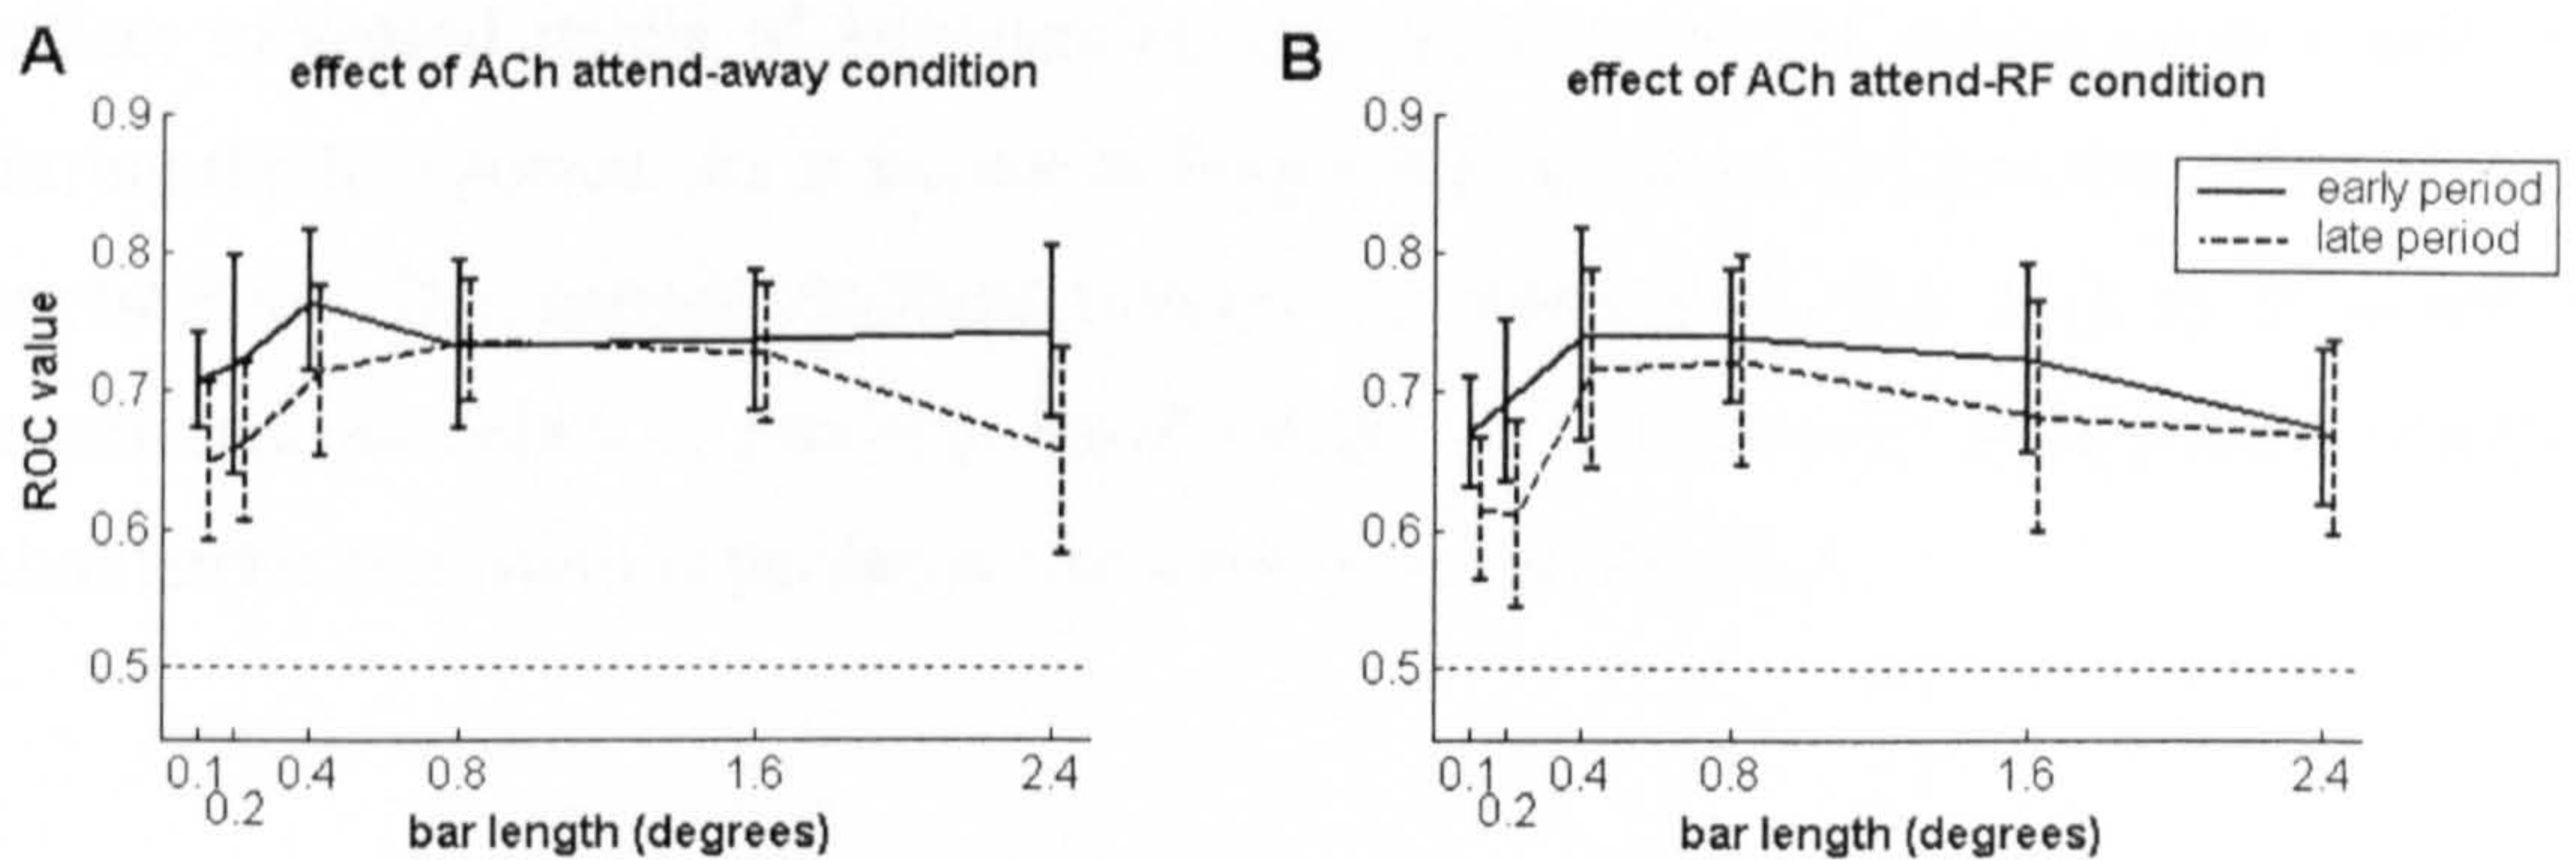 A
effect of ACh attend-away condition
0.9
0.8
0.7
0.6
0.5
ROC value
0.1 0.4 0.8 1.6 2.4
0.2
bar length (degrees)
B
effect of ACh attend-RF condition
0.9
0.8
0.7
0.6
0.5
early period
late period
0.1 0.4 0.8 1.6 2.4
0.2
bar length (degrees)